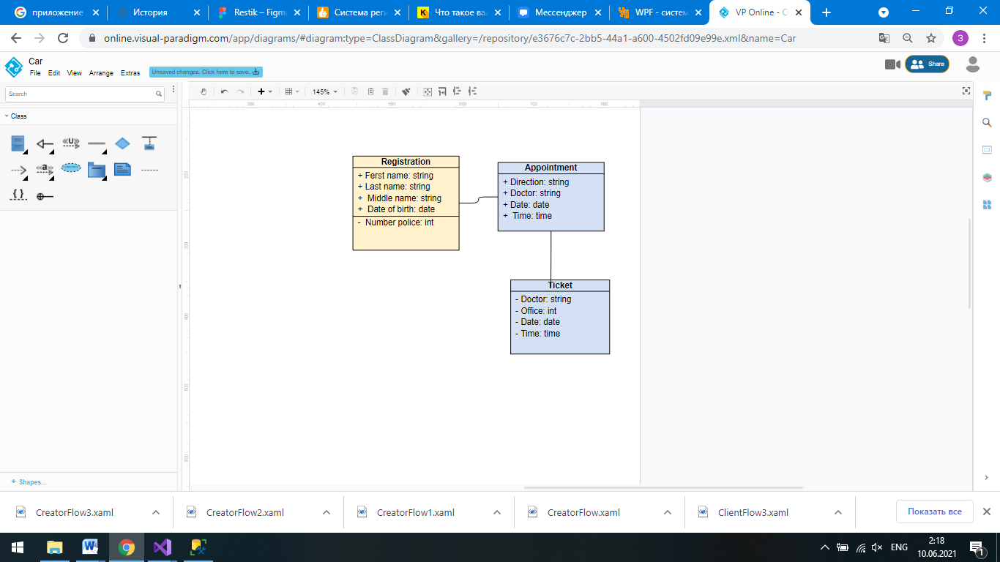 приложение
История
Restik – Figm
Система реги
Что такое ва
Мессенджер
WPF - систем
VP Online - O
online.visual-paradigm.com/app/diagrams/#diagram:type=ClassDiagram&gallery=/repository/e3676c7c-2bb5-44a1-a600-4502fd09e99e.xml&name=Car
З
Car
File Edit View Arrange Extras
Unsaved changes. Click here to save.
Share
Search
145%
Class
Registration
+ Ferst name: string
+ Last name: string
+ Middle name: string
+ Date of birth: date
- Number police: int
Appointment
+ Direction: string
+ Doctor: string
+ Date: date
+ Time: time
Ticket
- Doctor: string
- Office: int
- Date: date
- Time: time
+ Shapes...
CreatorFlow3.xaml
CreatorFlow2.xaml
CreatorFlow1.xaml
CreatorFlow.xaml
ClientFlow3.xaml
Показать все
ENG
2:18
10.06.2021
1